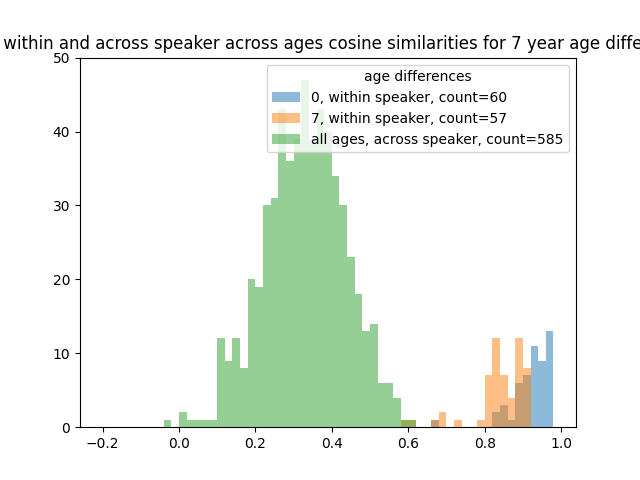 within and across speaker across ages cosine similarities for 7 year age diffe
50
40
30
20
10
0
age differences
0, within speaker, count=60
7, within speaker, count=57
all ages, across speaker, count=585
−0.2 0.0 0.2 0.4 0.6 0.8 1.0